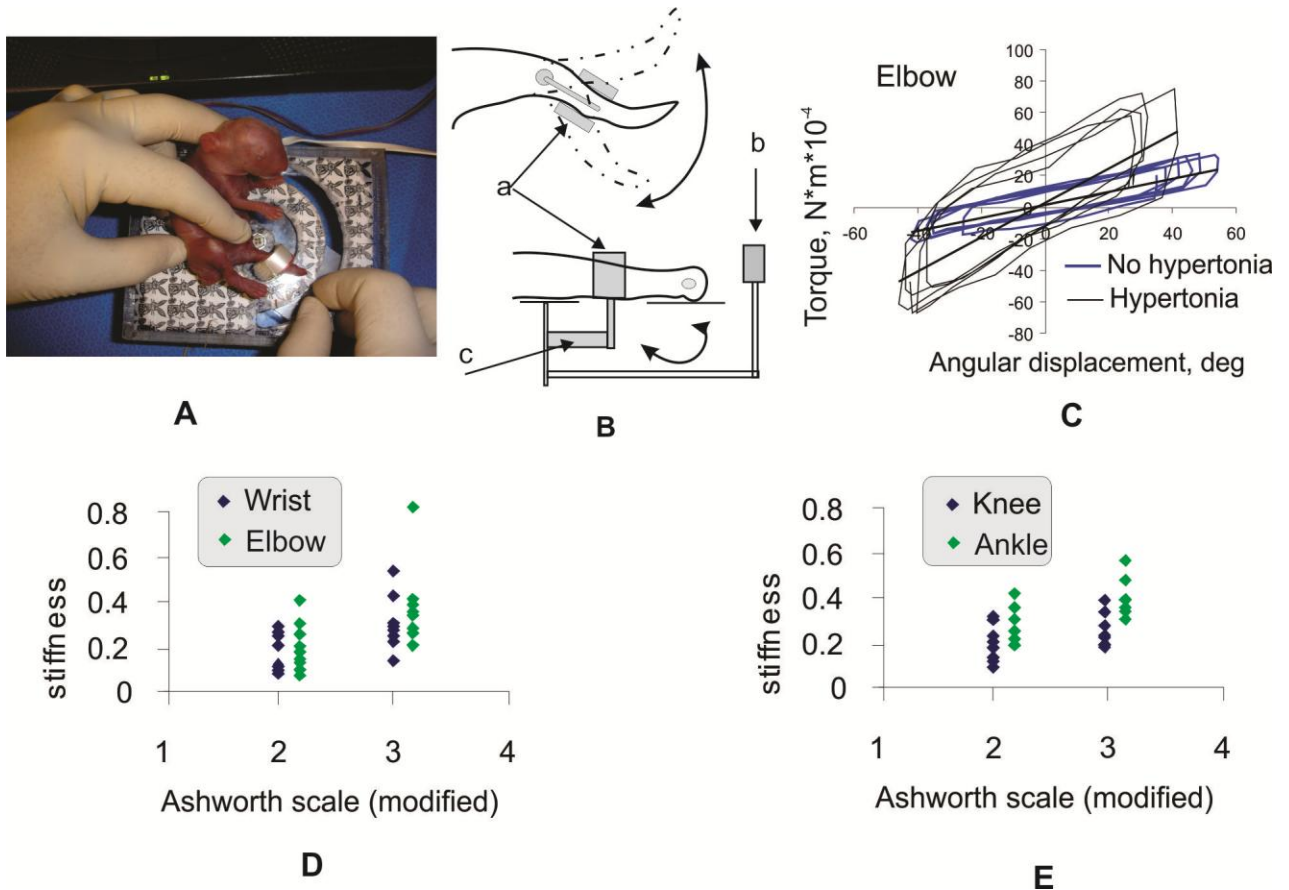 A
a
b
c
B
Elbow
Torque, N*m*10-4
100
80
60
40
20
0
-20
-40
-60
-80
-60 -40 -20 0 20 40 60
No hypertonia
Hypertonia
Angular displacement, deg
C
Wrist
Elbow
stiffness
0.8
0.6
0.4
0.2
0
1 2 3 4
Ashworth scale (modified)
D
Knee
Ankle
stiffness
0.8
0.6
0.4
0.2
0
1 2 3 4
Ashworth scale (modified)
E